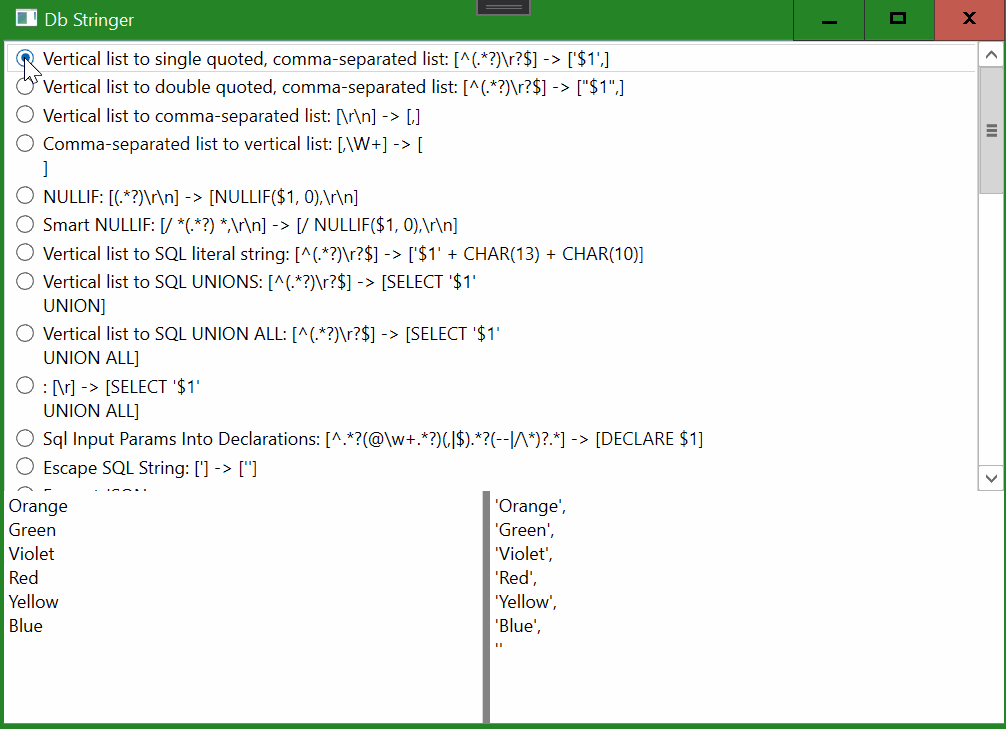 Db Stringer
Vertical list to single quoted, comma-separated list: [^(.*?)\r?$] -> ['$1',]
Vertical list to double quoted, comma-separated list: [^(.*?)\r?$] -> ["$1",]
Vertical list to comma-separated list: [\r\n] -> [,]
Comma-separated list to vertical list: [,\W+] -> [
]
NULLIF: [(.*?)\r\n] -> [NULLIF($1, 0),\r\n]
Smart NULLIF: [/ *(.*?) *,\r\n] -> [/ NULLIF($1, 0),\r\n]
Vertical list to SQL literal string: [^(.*?)\r?$] -> ['$1' + CHAR(13) + CHAR(10)]
Vertical list to SQL UNIONS: [^(.*?)\r?$] -> [SELECT '$1'
UNION]
Vertical list to SQL UNION ALL: [^(.*?)\r?$] -> [SELECT '$1'
UNION ALL]
: [\r] -> [SELECT '$1'
UNION ALL]
Sql Input Params Into Declarations: [^.*?(@\w+.*?)(,|$).*?(--|/\*)?.*] -> [DECLARE $1]
Escape SQL String: ['] -> ['']
Orange
Green
Violet
Red
Yellow
Blue
'Orange',
'Green',
'Violet',
'Red',
'Yellow',
'Blue',
''